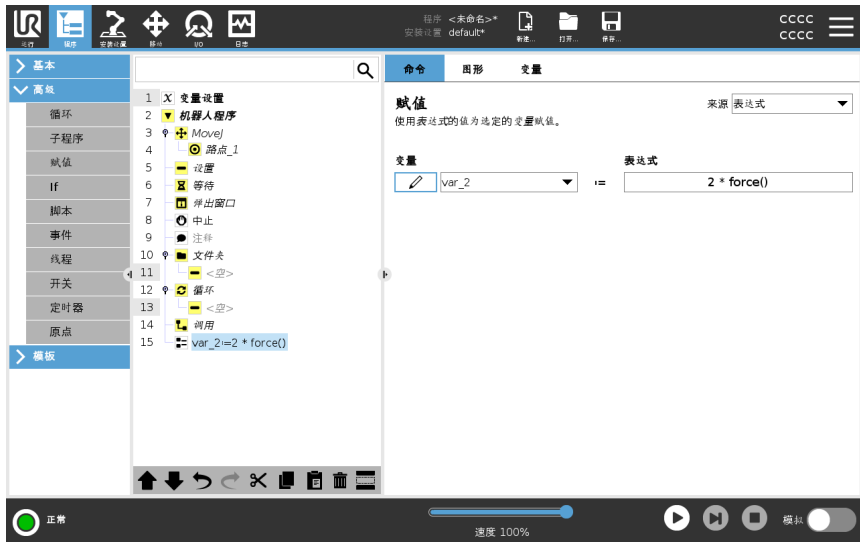 UR
运行
程序
安装设置
移动
I/O
日志
程序 <未命名>*
安装设置 default*
新建...
打开...
保存...
CCCC
CCCC
基本
高级
循环
子程序
赋值
If
脚本
事件
线程
开关
定时器
原点
模板
1 X 变量设置
2 机器人程序
3 MoveJ
4 路点_1
5 设置
6 等待
7 弹出窗口
8 中止
9 注释
10 文件夹
11 <空>
12 循环
13 <空>
14 调用
15 var_2:=2 * force()
命令 图形 变量
赋值
来源 表达式
使用表达式的值为选定的变量赋值。
变量 表达式
var_2 := 2 * force()
正常
速度 100%
模拟